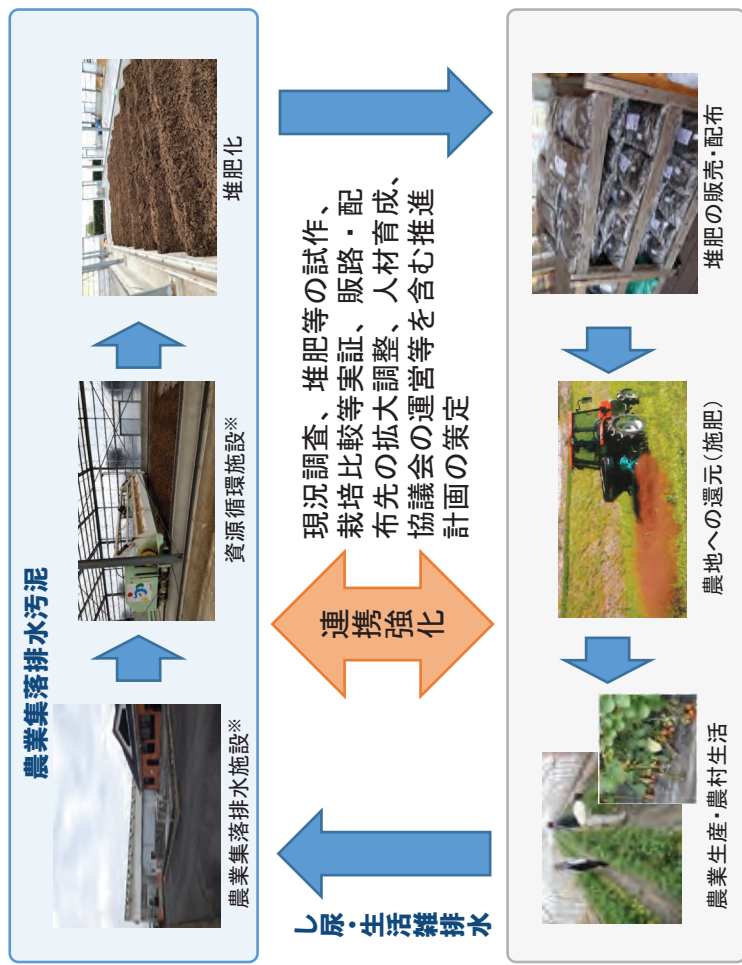 農業集落排水汚泥
農業集落排水施設※
資源循環施設※
堆肥化
し尿・生活雑排水
連携強化
現況調査、堆肥等の試作、
栽培比較等実証、販路・配
布先の拡大調整、人材育成、
協議会の運営等を含む推進
計画の策定
農業生産・農村生活
農地への還元(施肥)
堆肥の販売・配布